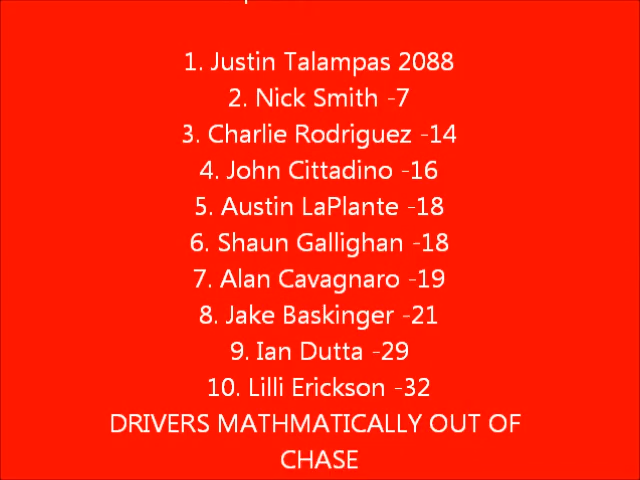 1. Justin Talampas 2088
2. Nick Smith -7
3. Charlie Rodriguez -14
4. John Cittadino -16
5. Austin LaPlante -18
6. Shaun Gallighan -18
7. Alan Cavagnaro -19
8. Jake Baskinger -21
9. Ian Dutta -29
10. Lilli Erickson -32
DRIVERS MATHMATICALLY OUT OF
CHASE